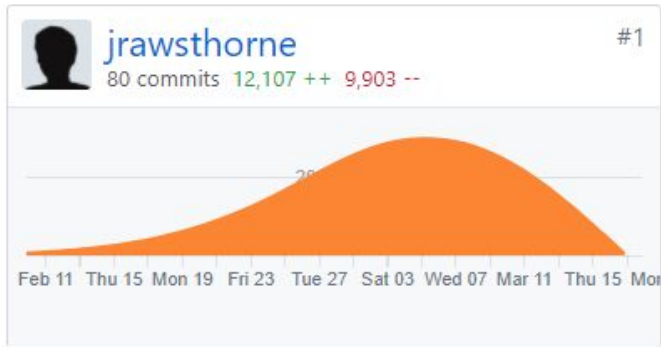 jrawsthorne #1
80 commits 12,107 ++ 9,903 --
Feb 11 Thu 15 Mon 19 Fri 23 Tue 27 Sat 03 Wed 07 Mar 11 Thu 15